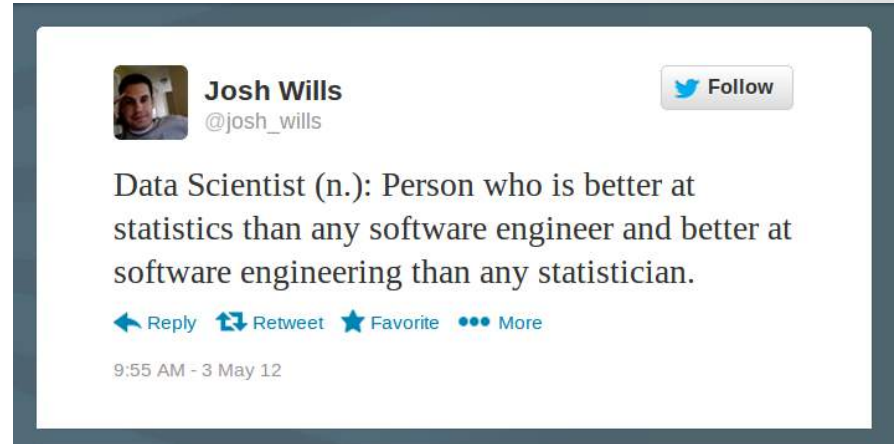 Josh Wills
Follow
@josh_wills
Data Scientist (n.): Person who is better at
statistics than any software engineer and better at
software engineering than any statistician.
Reply Retweet Favorite More
9:55 AM - 3 May 12